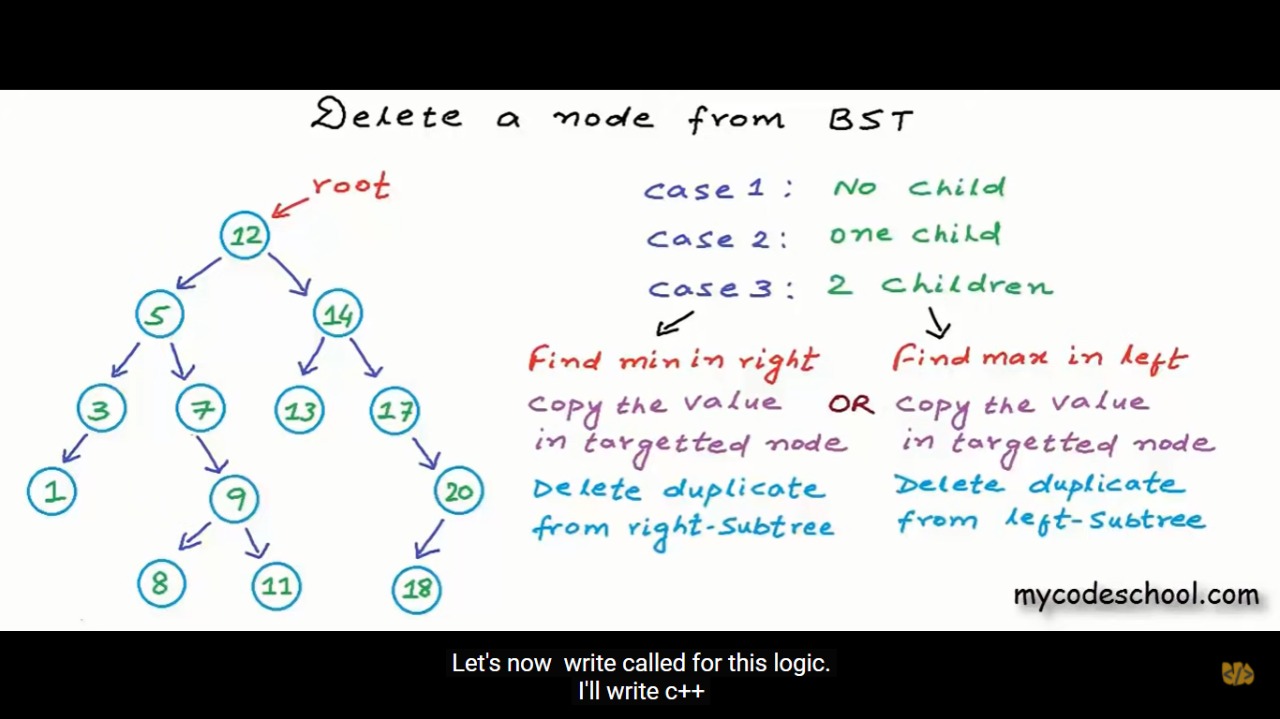 Delete a node from BST
root
case 1: No child
case 2: one child
case 3: 2 children
12
5
14
3
7
13
17
1
9
20
8
11
18
Find min in right
copy the value
in targetted node
Delete duplicate
from right-Subtree
OR
Find max in left
copy the value
in targetted node
Delete duplicate
from left-Subtree
mycodeschool.com
Let's now write called for this logic.
I'll write c++